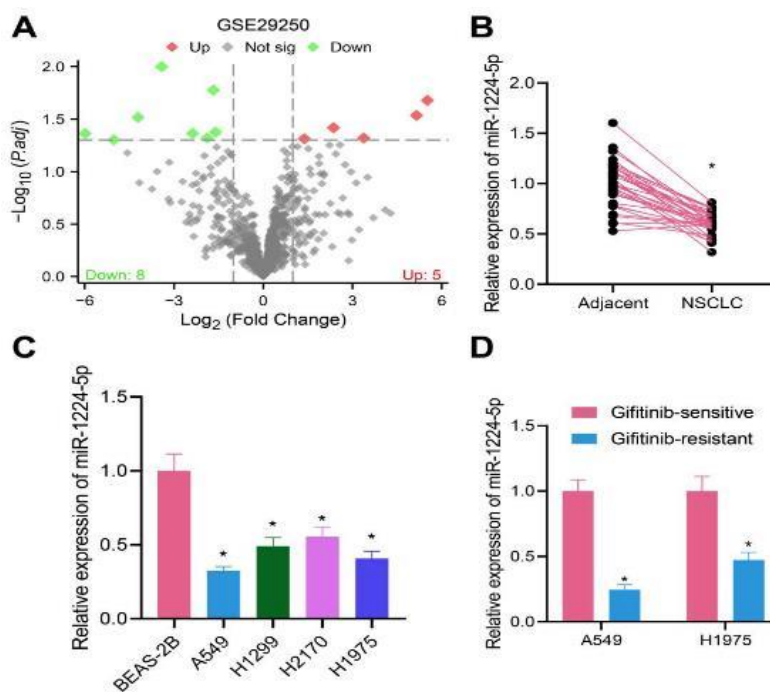 A
GSE29250
Up Not sig Down
−Log10 (P.adj)
2.0
1.5
1.0
0.5
0.0
Down: 8
Up: 5
−6 −3 0 3 6
Log2 (Fold Change)
B
Relative expression of miR-1224-5p
2.0
1.5
1.0
0.5
0.0
*
Adjacent NSCLC
C
Relative expression of miR-1224-5p
1.5
1.0
0.5
0.0
* * * *
BEAS-2B A549 H1299 H2170 H1975
D
Relative expression of miR-1224-5p
1.5
1.0
0.5
0.0
Gifitinib-sensitive
Gifitinib-resistant
* *
A549 H1975